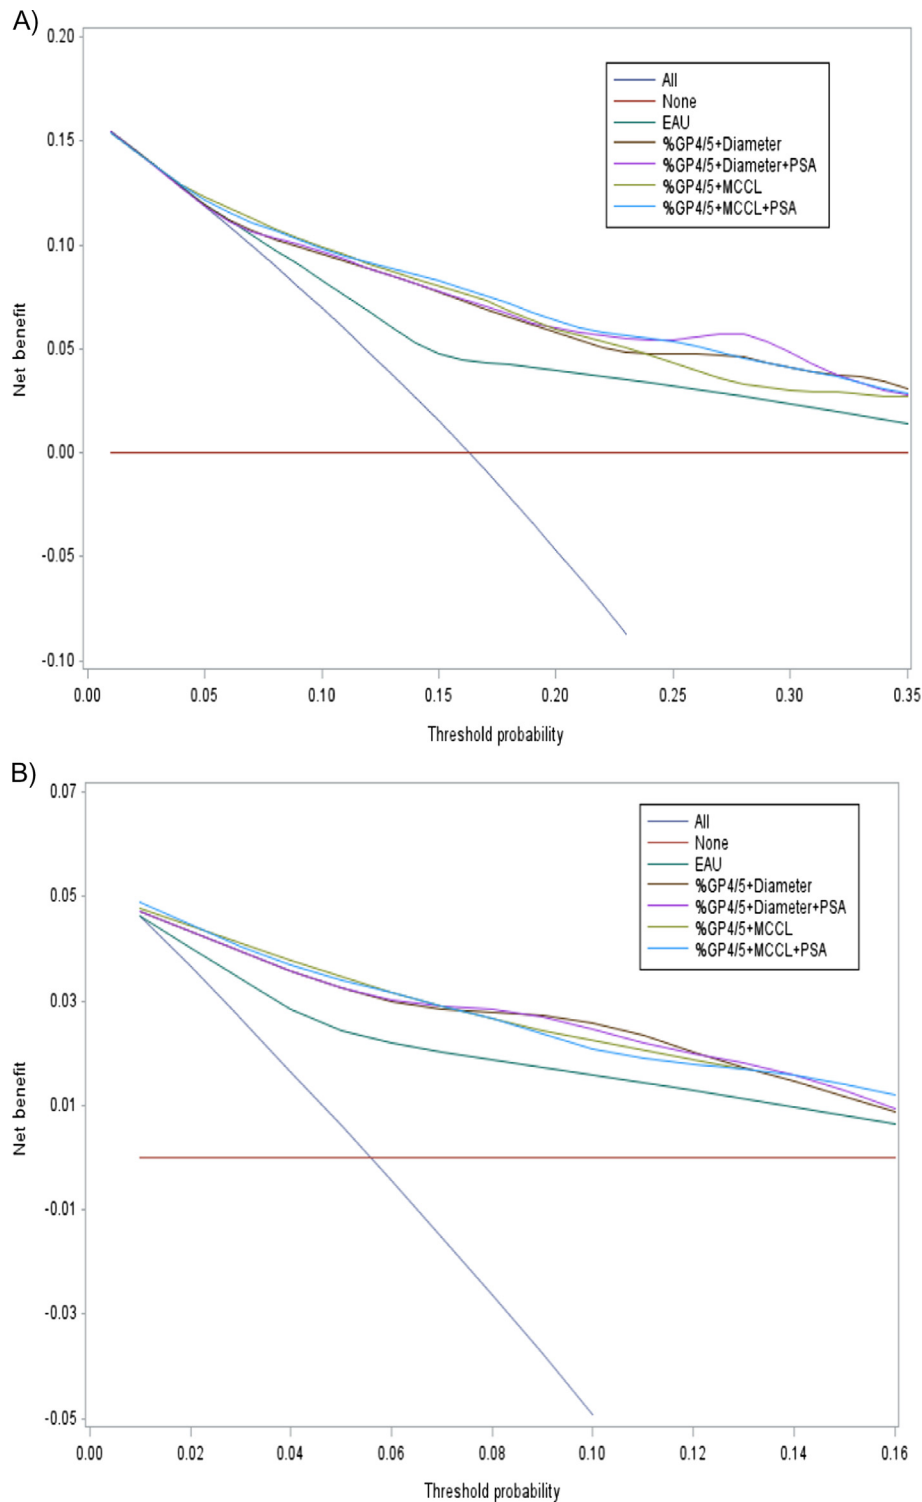 A)
0.20
0.15
0.10
0.05
0.00
-0.05
-0.10
Net benefit
All
None
EAU
%GP4/5+Diameter
%GP4/5+Diameter+PSA
%GP4/5+MCCL
%GP4/5+MCCL+PSA
0.00 0.05 0.10 0.15 0.20 0.25 0.30 0.35
Threshold probability
B)
0.07
0.05
0.03
0.01
-0.01
-0.03
-0.05
Net benefit
All
None
EAU
%GP4/5+Diameter
%GP4/5+Diameter+PSA
%GP4/5+MCCL
%GP4/5+MCCL+PSA
0.00 0.02 0.04 0.06 0.08 0.10 0.12 0.14 0.16
Threshold probability